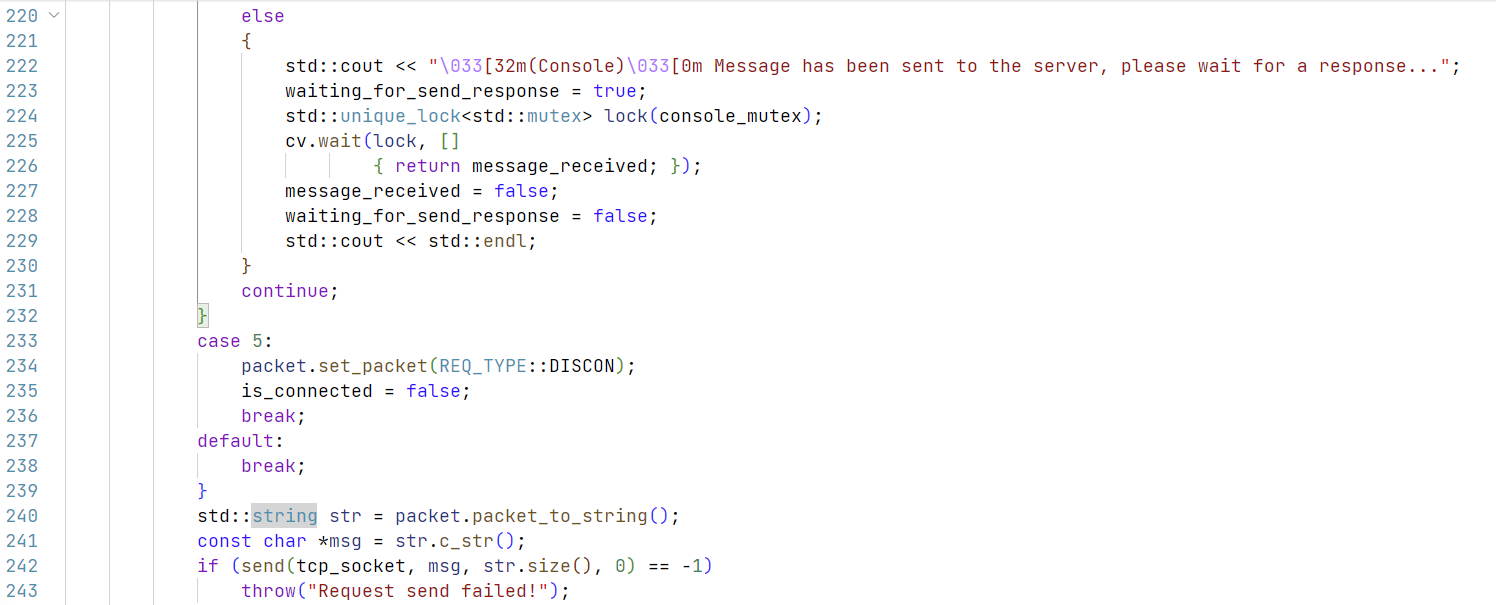 220 else
221 {
222 std::cout << "\033[32m(Console)\033[0m Message has been sent to the server, please wait for a response...";
223 waiting_for_send_response = true;
224 std::unique_lock<std::mutex> lock(console_mutex);
225 cv.wait(lock, []
226 { return message_received; });
227 message_received = false;
228 waiting_for_send_response = false;
229 std::cout << std::endl;
230 }
231 continue;
232 }
233 case 5:
234 packet.set_packet(REQ_TYPE::DISCON);
235 is_connected = false;
236 break;
237 default:
238 break;
239 }
240 std::string str = packet.packet_to_string();
241 const char *msg = str.c_str();
242 if (send(tcp_socket, msg, str.size(), 0) == -1)
243 throw("Request send failed!");